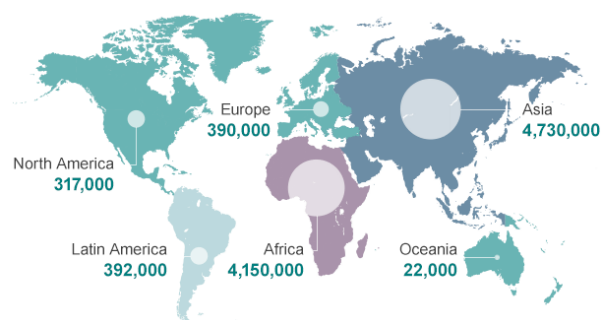 Europe
390,000
Asia
4,730,000
North America
317,000
Latin America
392,000
Africa
4,150,000
Oceania
22,000